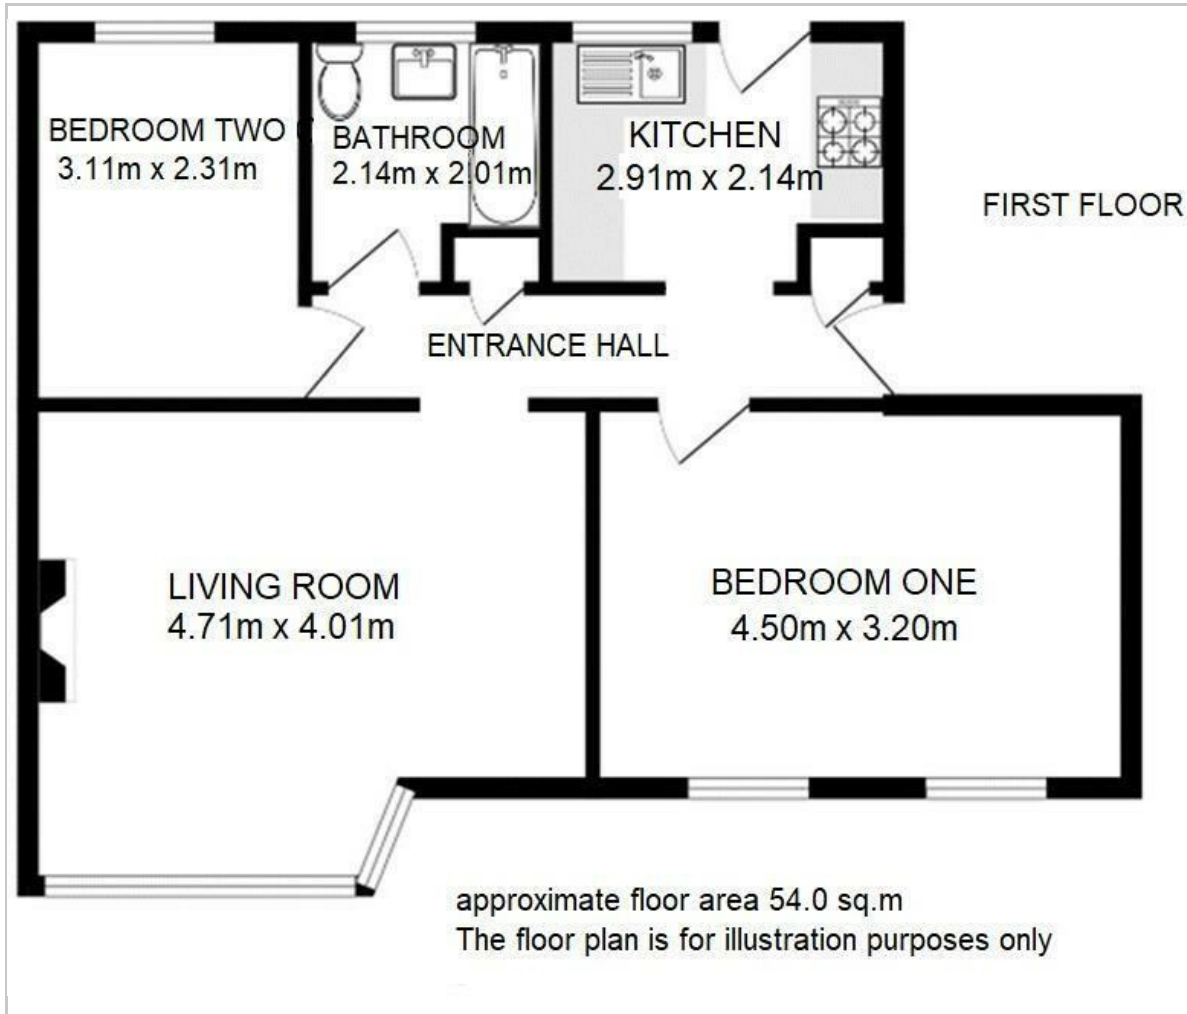 BEDROOM TWO
3.11m x 2.31m
BATHROOM
2.14m x 2.01m
KITCHEN
2.91m x 2.14m
FIRST FLOOR
ENTRANCE HALL
LIVING ROOM
4.71m x 4.01m
BEDROOM ONE
4.50m x 3.20m
approximate floor area 54.0 sq.m
The floor plan is for illustration purposes only